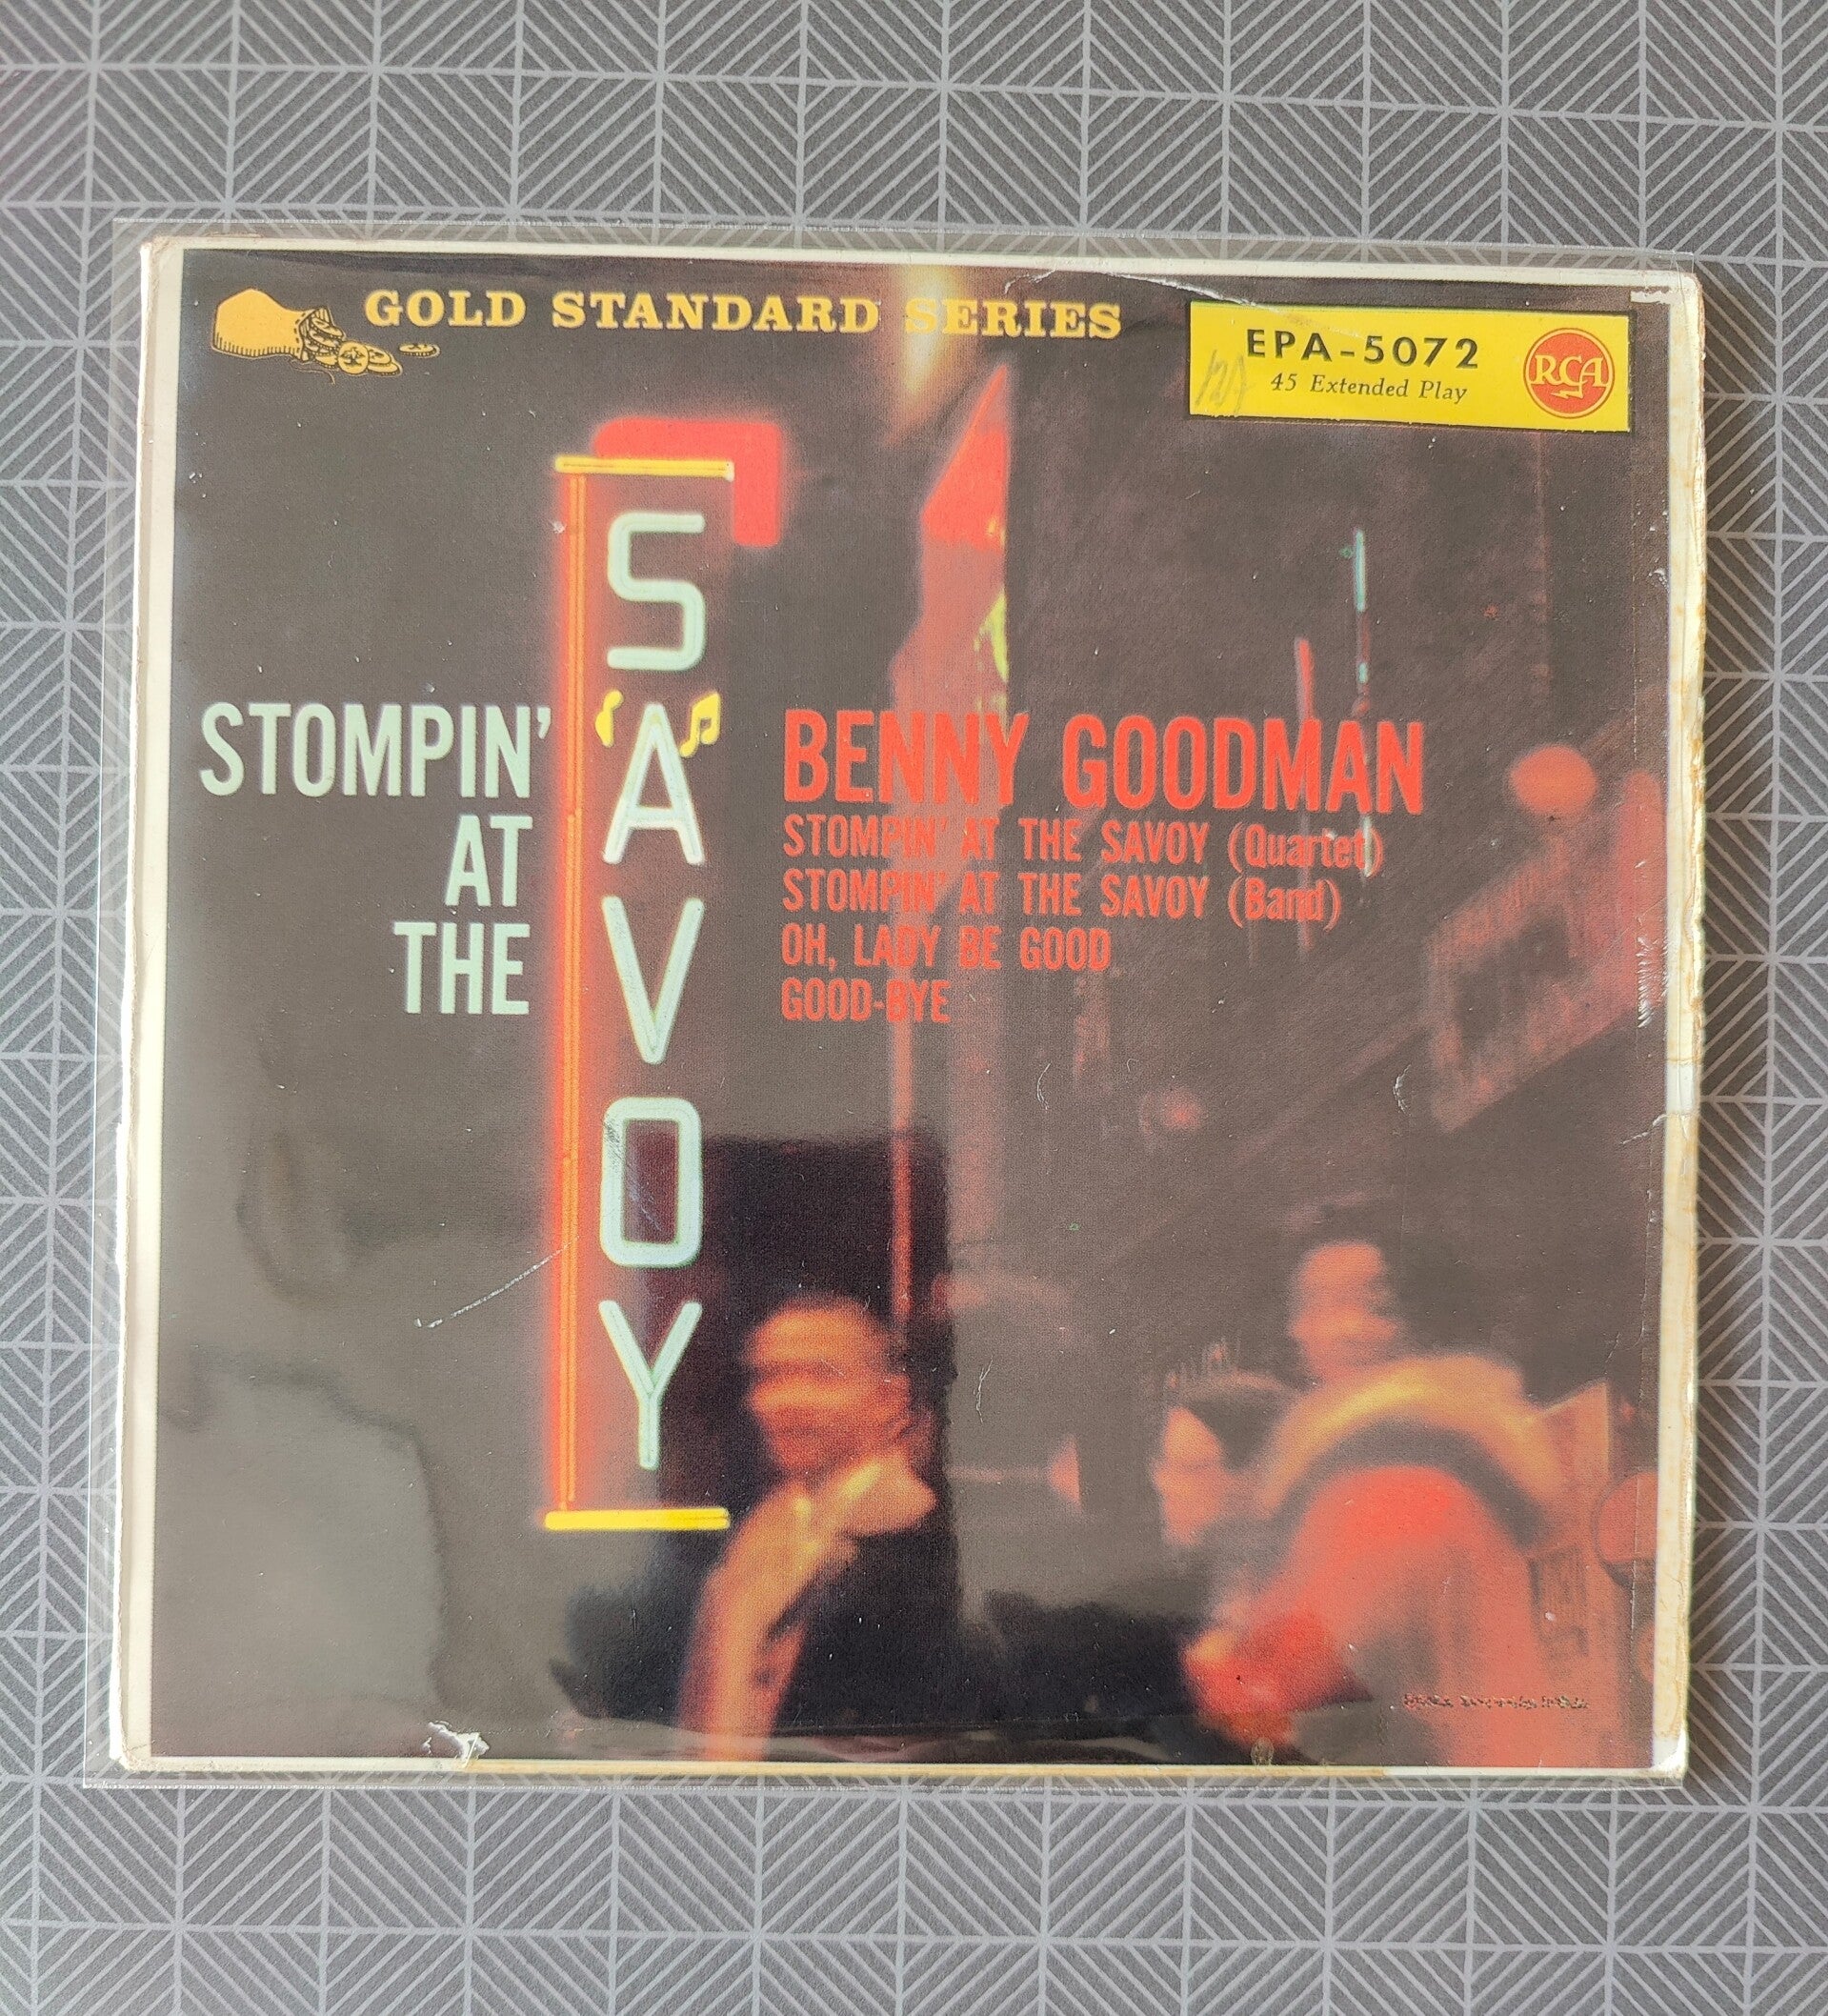 GOLD STANDARD SERIES
EPA-5072
45 Extended Play
RCA
STOMPIN'
AT
THE
SAVOY
BENNY GOODMAN
STOMPIN' AT THE SAVOY (Quartet)
STOMPIN' AT THE SAVOY (Band)
OH, LADY BE GOOD
GOOD-BYE